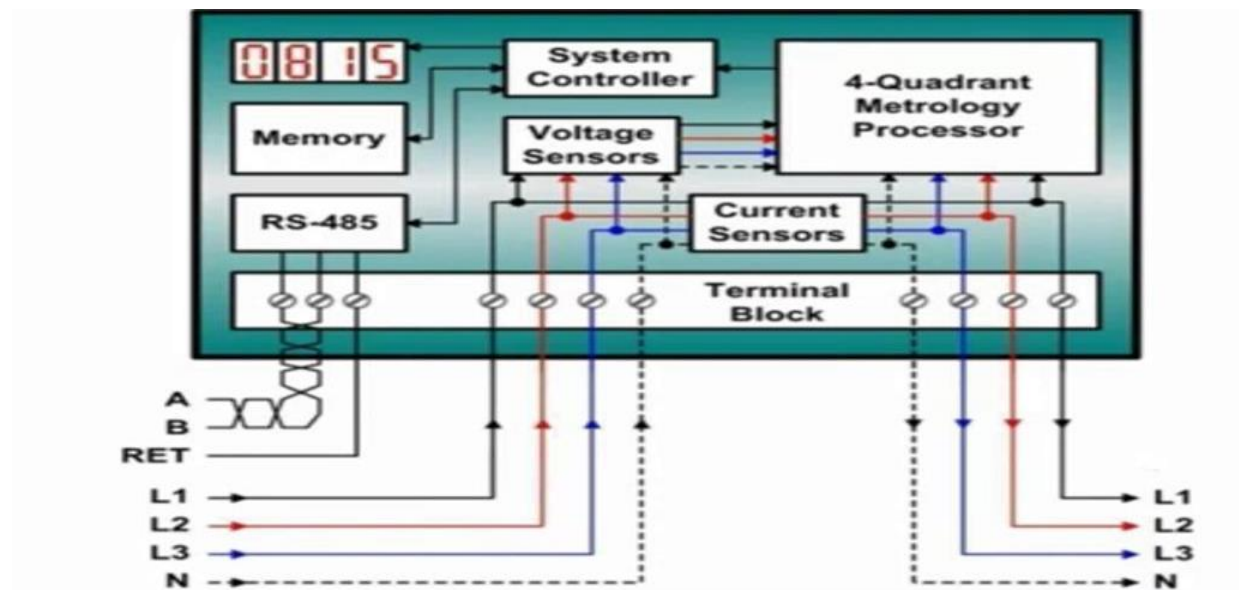 0815
System
Controller
4-Quadrant
Metrology
Processor
Memory
Voltage
Sensors
RS-485
Current
Sensors
Terminal
Block
A
B
RET
L1
L2
L3
N
L1
L2
L3
N